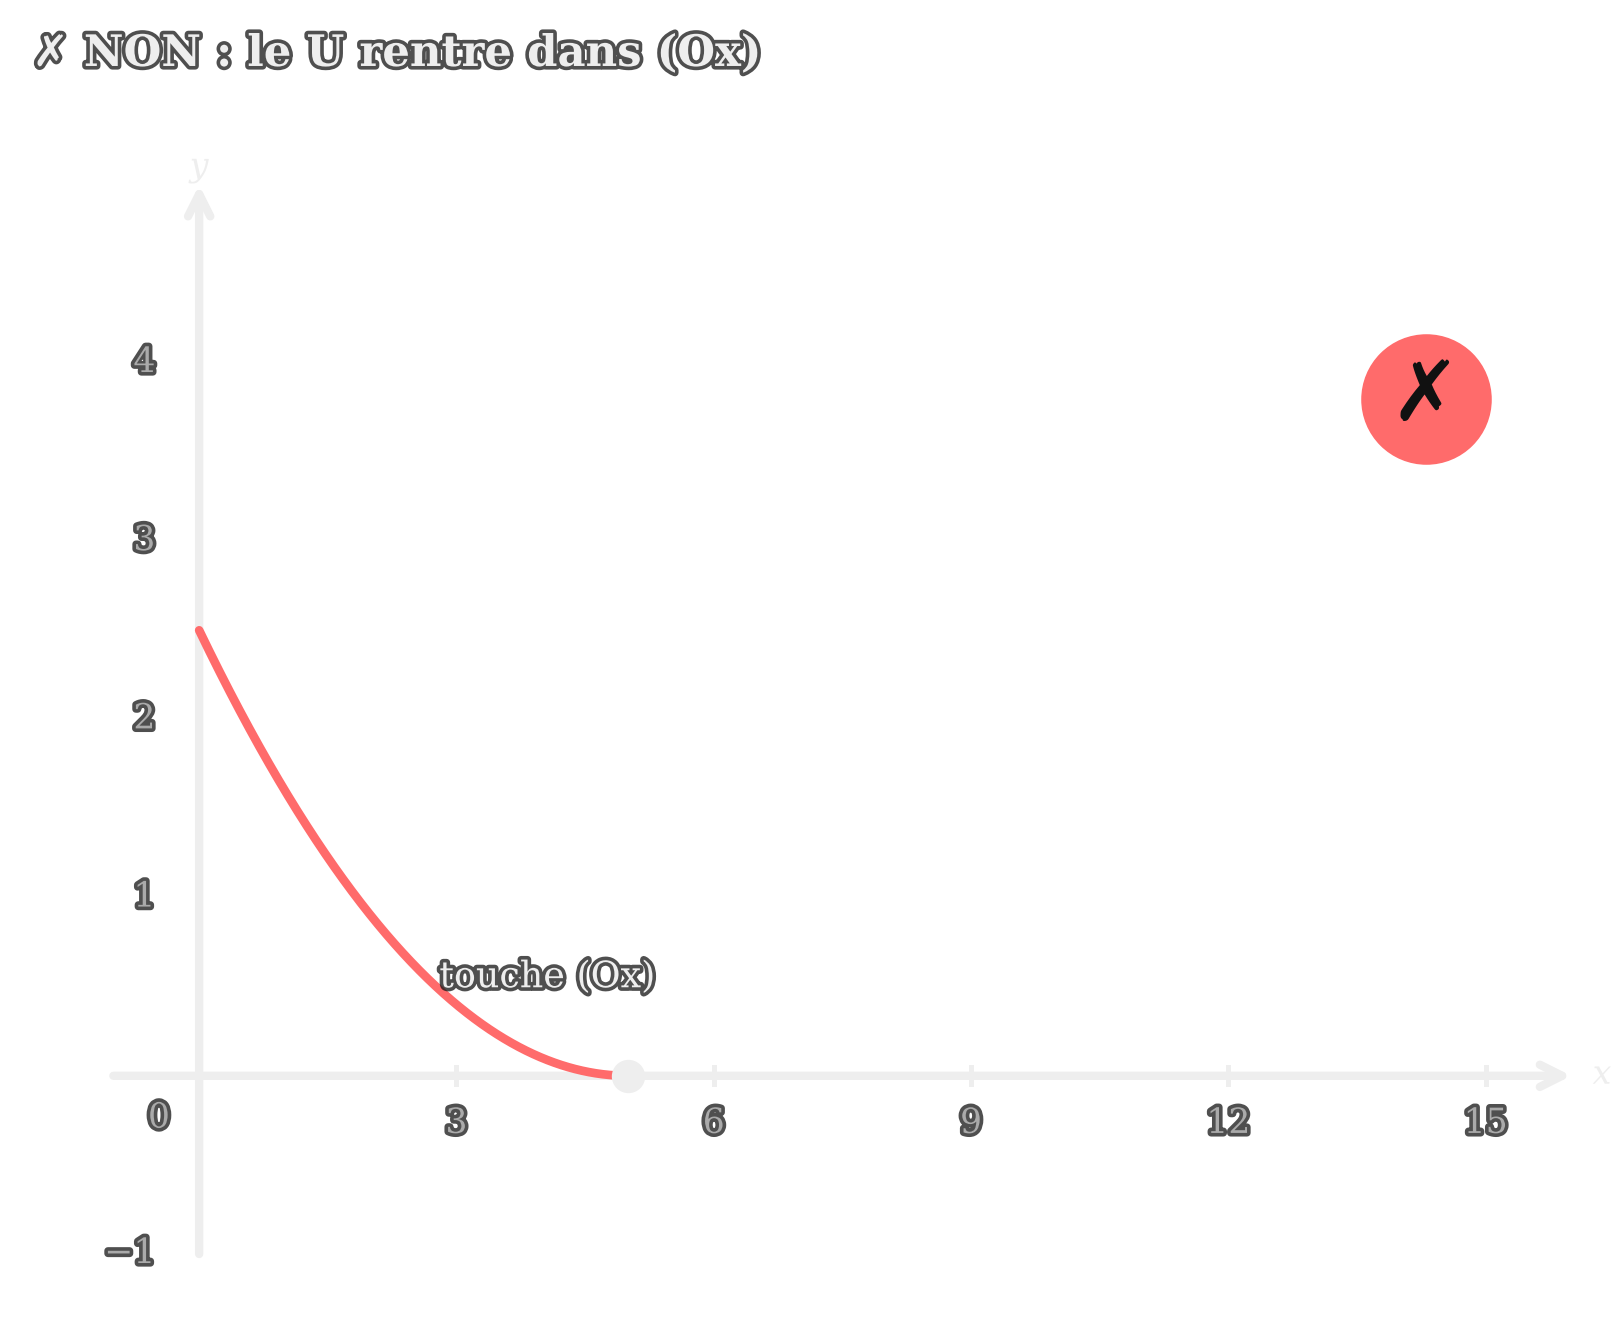 ✗ NON : le U rentre dans (Ox)
y
4
✗
3
2
1
touche (Ox)
x
0 3 6 9 12 15
−1